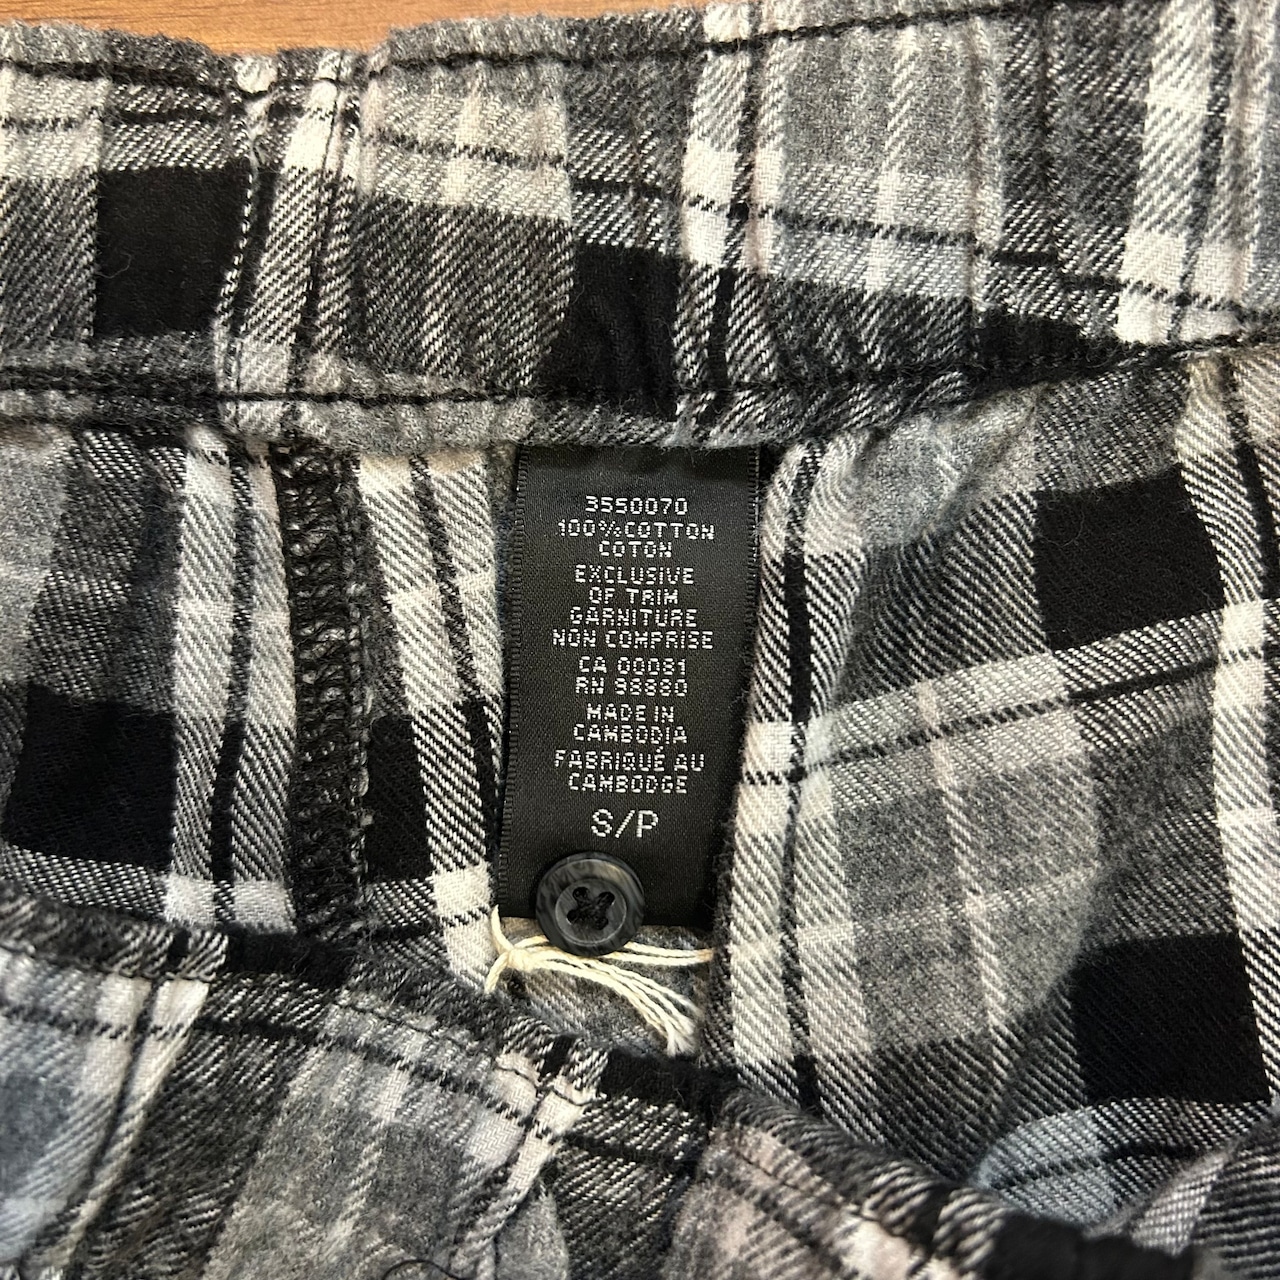 3550070
100%COTTON
COTON
EXCLUSIVE
OF TRIM
GARNITURE
NON COMPRISE
CA 00081
RN 98880
MADE IN
CAMBODIA
FABRIQUÉ AU
CAMBODGE
S/P